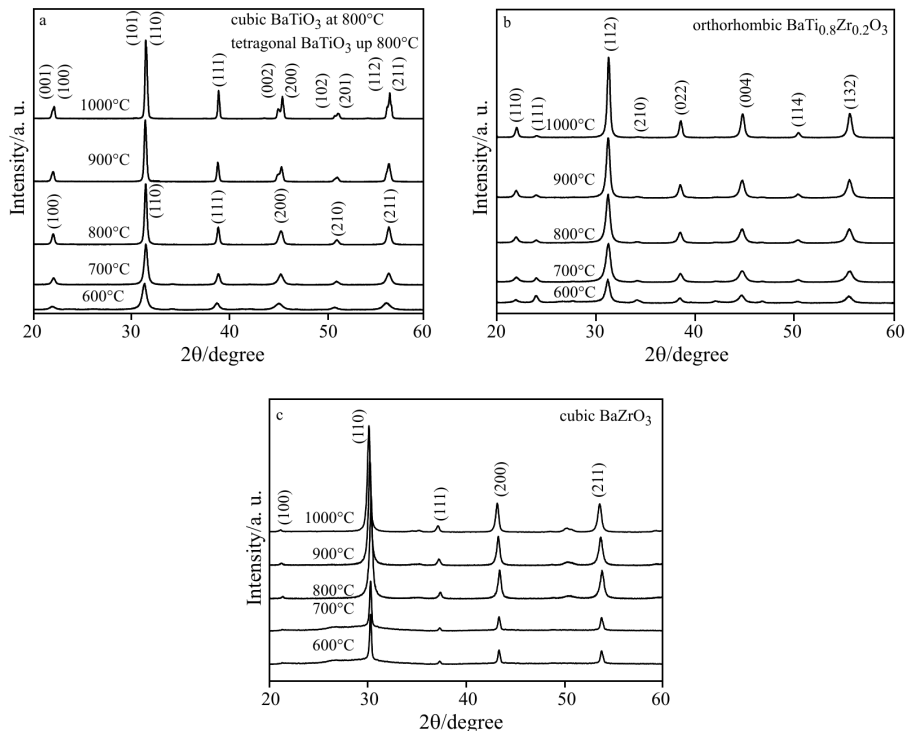 a
cubic BaTiO3 at 800°C
tetragonal BaTiO3 up 800°C
(001)
(100)
(101)
(110)
(111)
(002)
(200)
(102)
(201)
(112)
(211)
1000°C
900°C
(100)
(110)
(111)
(200)
(210)
(211)
800°C
700°C
600°C
Intensity/a. u.
20 30 40 50 60
2θ/degree
b
orthorhombic BaTi0.8Zr0.2O3
(110)
(111)
(112)
(210)
(022)
(004)
(114)
(132)
1000°C
900°C
800°C
700°C
600°C
Intensity/a. u.
20 30 40 50 60
2θ/degree
c
cubic BaZrO3
(100)
(110)
(111)
(200)
(211)
1000°C
900°C
800°C
700°C
600°C
Intensity/a. u.
20 30 40 50 60
2θ/degree